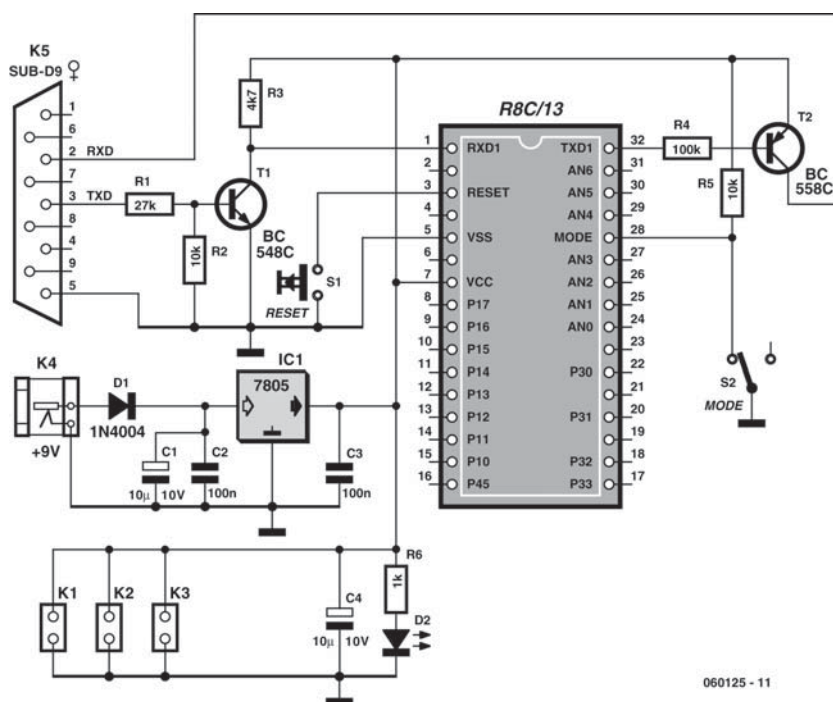 K5
SUB-D9 ♀
1
6
2 RXD
7
3 TXD
8
4
9
5
R1
27k
R2
10k
R3
4k7
T1
BC
548C
S1
RESET
R8C/13
1 RXD1
2
3 RESET
4
5 VSS
6
7 VCC
8 P17
9 P16
10 P15
11 P14
12 P13
13 P12
14 P11
15 P10
16 P45
TXD1 32
AN6 31
AN5 30
AN4 29
MODE 28
AN3 27
AN2 26
AN1 25
AN0 24
23
P30 22
21
P31 20
19
P32 18
P33 17
R4
100k
T2
BC
558C
R5
10k
S2
MODE
K4
+9V
D1
1N4004
IC1
7805
C1
10µ 10V
C2
100n
C3
100n
K1
K2
K3
C4
10µ 10V
R6
1k
D2
060125 - 11